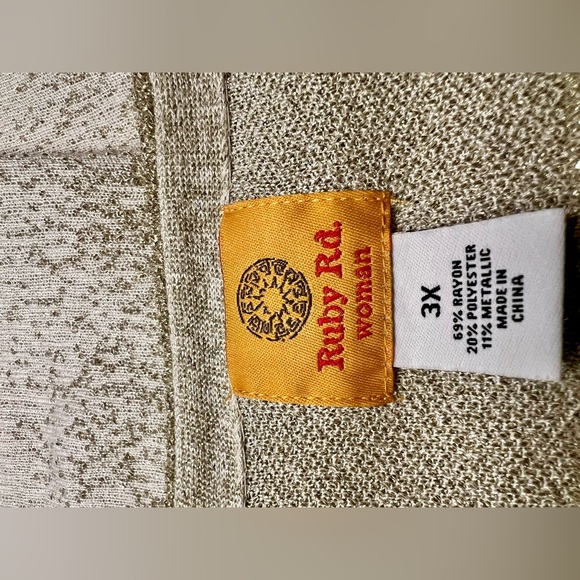 Ruby Rd.
woman
3X
69% RAYON
20% POLYESTER
11% METALLIC
MADE IN
CHINA